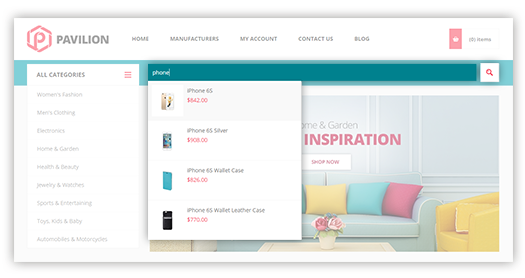 PAVILION
HOME MANUFACTURERS MY ACCOUNT CONTACT US BLOG (0) Items
ALL CATEGORIES
phone
Women's Fashion
Men's Clothing
Electronics
Home & Garden
Health & Beauty
Jewelry & Watches
Sports & Entertaining
Toys, Kids & Baby
Automobiles & Motorcycles
iPhone 6S
$642.00
iPhone 6S Silver
$908.00
iPhone 6S Wallet Case
$826.00
iPhone 6S Wallet Leather Case
$770.00
ome & Garden
INSPIRATION
SHOP NOW